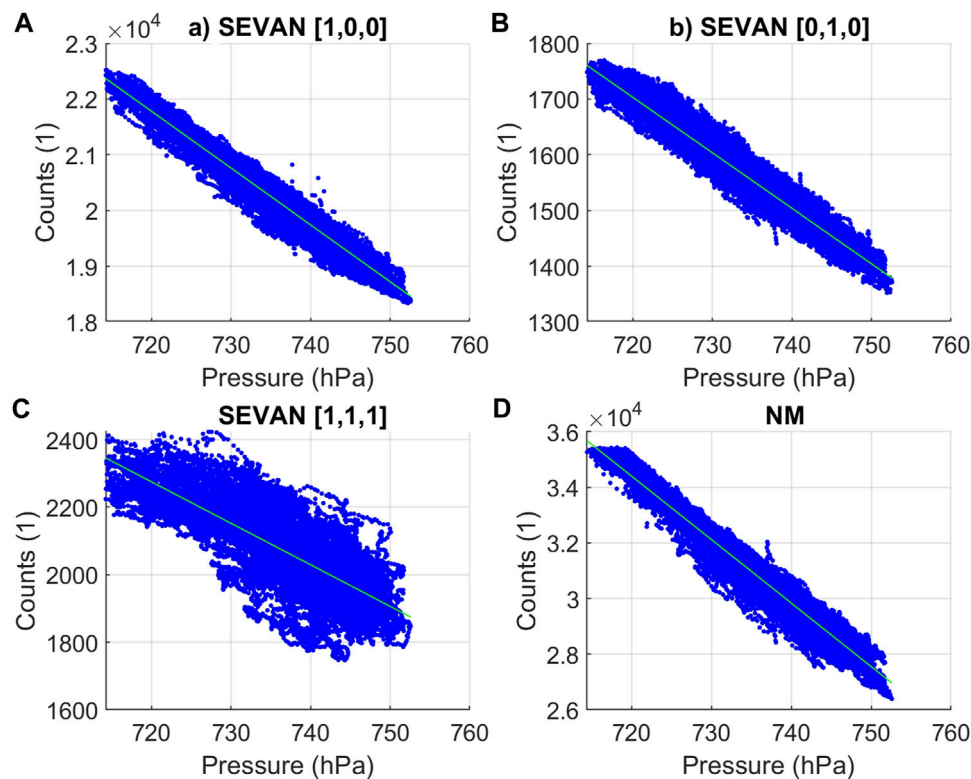 A
×10⁴
a) SEVAN [1,0,0]
2.3
2.2
2.1
2
1.9
1.8
Counts (1)
720 730 740 750 760
Pressure (hPa)
B
b) SEVAN [0,1,0]
1800
1700
1600
1500
1400
1300
Counts (1)
720 730 740 750 760
Pressure (hPa)
C
SEVAN [1,1,1]
2400
2200
2000
1800
1600
Counts (1)
720 730 740 750 760
Pressure (hPa)
D
×10⁴
NM
3.6
3.4
3.2
3
2.8
2.6
Counts (1)
720 730 740 750 760
Pressure (hPa)